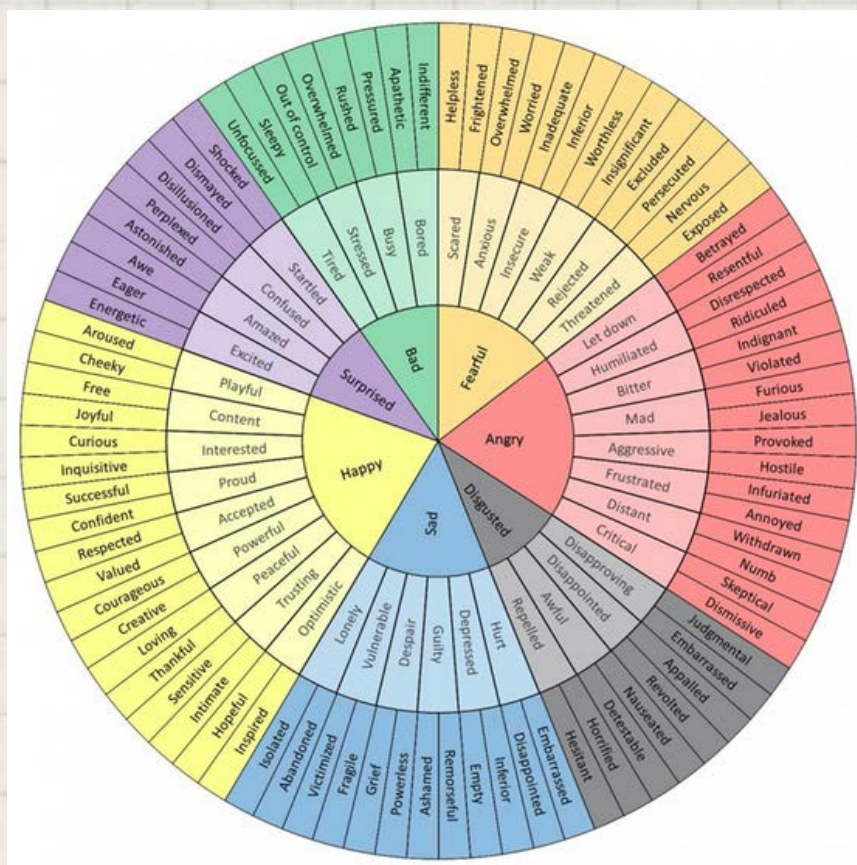 Fearful
Angry
Disgusted
Sad
Happy
Surprised
Bad
Scared
Anxious
Insecure
Weak
Rejected
Threatened
Let down
Humiliated
Bitter
Mad
Aggressive
Frustrated
Distant
Critical
Disapproving
Disappointed
Awful
Repelled
Hurt
Depressed
Guilty
Despair
Vulnerable
Lonely
Optimistic
Trusting
Peaceful
Powerful
Accepted
Proud
Interested
Content
Playful
Excited
Amazed
Confused
Startled
Tired
Stressed
Busy
Bored
Helpless
Frightened
Overwhelmed
Worried
Inadequate
Inferior
Worthless
Insignificant
Excluded
Persecuted
Nervous
Exposed
Betrayed
Resentful
Disrespected
Ridiculed
Indignant
Violated
Furious
Jealous
Provoked
Hostile
Infuriated
Annoyed
Withdrawn
Numb
Skeptical
Dismissive
Judgmental
Embarrassed
Appalled
Revolted
Nauseated
Detestable
Horrified
Hesitant
Embarrassed
Disappointed
Inferior
Empty
Remorseful
Ashamed
Powerless
Grief
Fragile
Victimized
Abandoned
Isolated
Inspired
Hopeful
Intimate
Sensitive
Thankful
Loving
Creative
Courageous
Valued
Respected
Confident
Successful
Inquisitive
Curious
Joyful
Free
Cheeky
Aroused
Energetic
Eager
Awe
Astonished
Perplexed
Disillusioned
Dismayed
Shocked
Unfocussed
Sleepy
Out of control
Overwhelmed
Rushed
Pressured
Apathetic
Indifferent